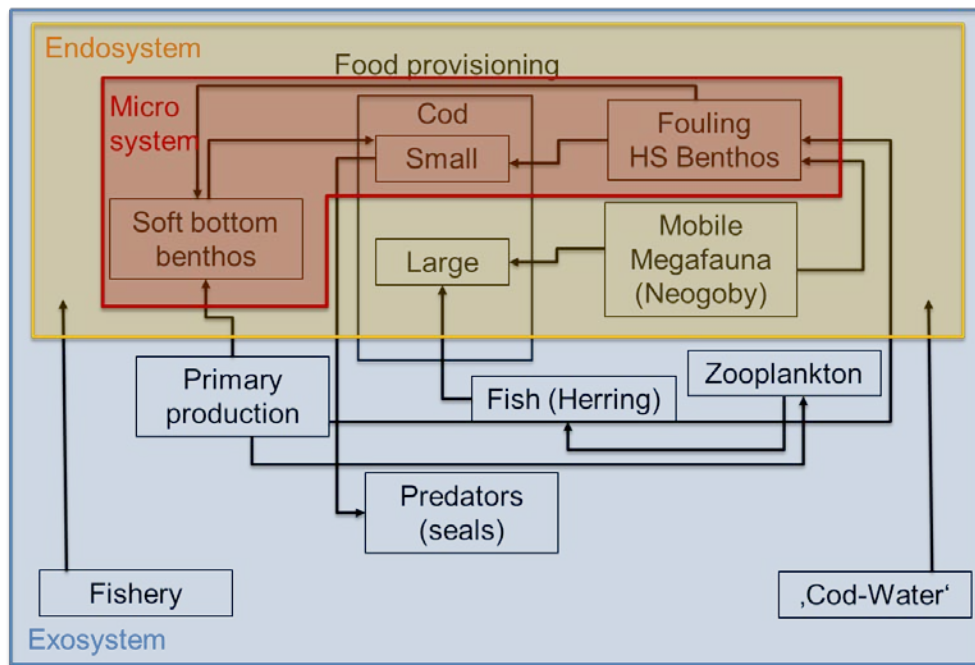 Endosystem
Food provisioning
Micro
system
Cod
Small
Fouling
HS Benthos
Soft bottom
benthos
Large
Mobile
Megafauna
(Neogoby)
Primary
production
Fish (Herring)
Zooplankton
Predators
(seals)
Fishery
‚Cod-Water‘
Exosystem